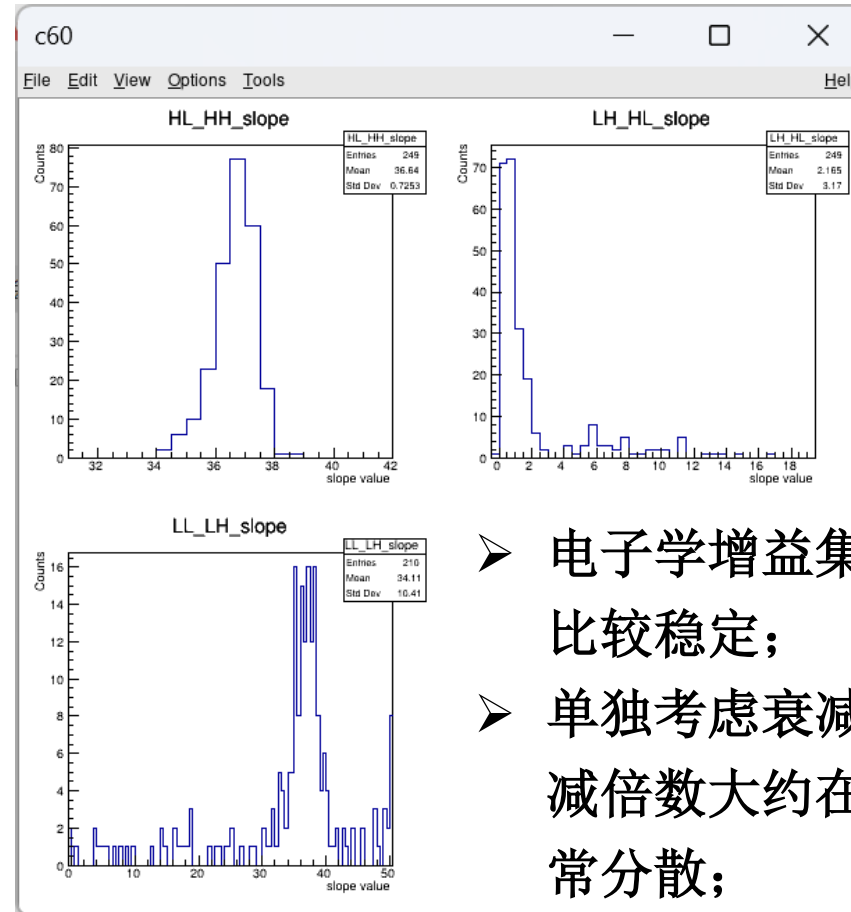 c60
File Edit View Options Tools Hel
HL_HH_slope
HL_HH_slope
Entries 249
Mean 36.64
Std Dev 0.7253
Counts
80
70
60
50
40
30
20
10
0
32 34 36 38 40 42
slope value
LH_HL_slope
LH_HL_slope
Entries 249
Mean 2.165
Std Dev 3.17
Counts
70
60
50
40
30
20
10
0
0 2 4 6 8 10 12 14 16 18
slope value
LL_LH_slope
LL_LH_slope
Entries 210
Mean 34.11
Std Dev 10.41
Counts
16
14
12
10
8
6
4
2
0
0 10 20 30 40 50
slope value
➢ 电子学增益集
比较稳定；
➢ 单独考虑衰减
减倍数大约在
常分散；